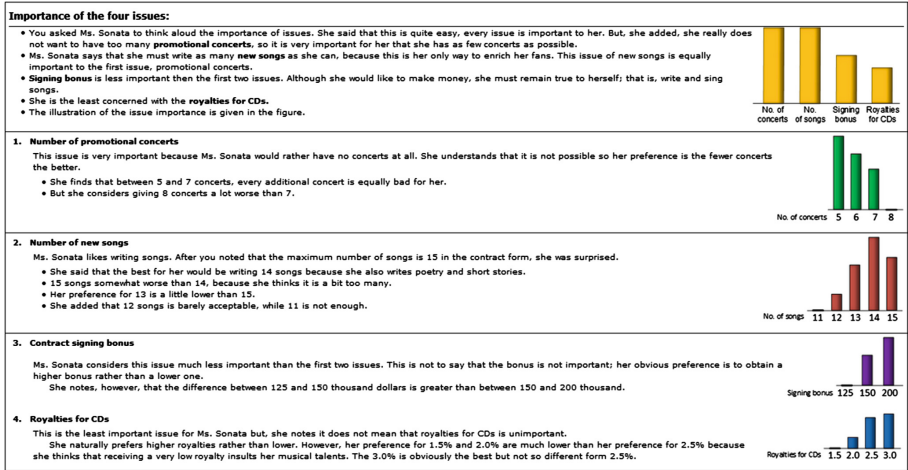 Importance of the four issues:
• You asked Ms. Sonata to think aloud the importance of issues. She said that this is quite easy, every issue is important to her. But, she added, she really does
not want to have too many promotional concerts, so it is very important for her that she has as few concerts as possible.
• Ms. Sonata says that she must write as many new songs as she can, because this is her only way to enrich her fans. This issue of new songs is equally
important to the first issue, promotional concerts.
• Signing bonus is less important then the first two issues. Although she would like to make money, she must remain true to herself; that is, write and sing
songs.
• She is the least concerned with the royalties for CDs.
• The illustration of the issue importance is given in the figure.
No. of concerts
No. of songs
Signing bonus
Royalties for CDs
1. Number of promotional concerts
This issue is very important because Ms. Sonata would rather have no concerts at all. She understands that it is not possible so her preference is the fewer concerts
the better.
• She finds that between 5 and 7 concerts, every additional concert is equally bad for her.
• But she considers giving 8 concerts a lot worse than 7.
No. of concerts 5 6 7 8
2. Number of new songs
Ms. Sonata likes writing songs. After you noted that the maximum number of songs is 15 in the contract form, she was surprised.
• She said that the best for her would be writing 14 songs because she also writes poetry and short stories.
• 15 songs somewhat worse than 14, because she thinks it is a bit too many.
• Her preference for 13 is a little lower than 15.
• She added that 12 songs is barely acceptable, while 11 is not enough.
No. of songs 11 12 13 14 15
3. Contract signing bonus
Ms. Sonata considers this issue much less important than the first two issues. This is not to say that the bonus is not important; her obvious preference is to obtain a
higher bonus rather than a lower one.
She notes, however, that the difference between 125 and 150 thousand dollars is greater than between 150 and 200 thousand.
Signing bonus 125 150 200
4. Royalties for CDs
This is the least important issue for Ms. Sonata but, she notes it does not mean that royalties for CDs is unimportant.
She naturally prefers higher royalties rather than lower. However, her preference for 1.5% and 2.0% are much lower than her preference for 2.5% because
she thinks that receiving a very low royalty insults her musical talents. The 3.0% is obviously the best but not so different form 2.5%.
Royalties for CDs 1.5 2.0 2.5 3.0